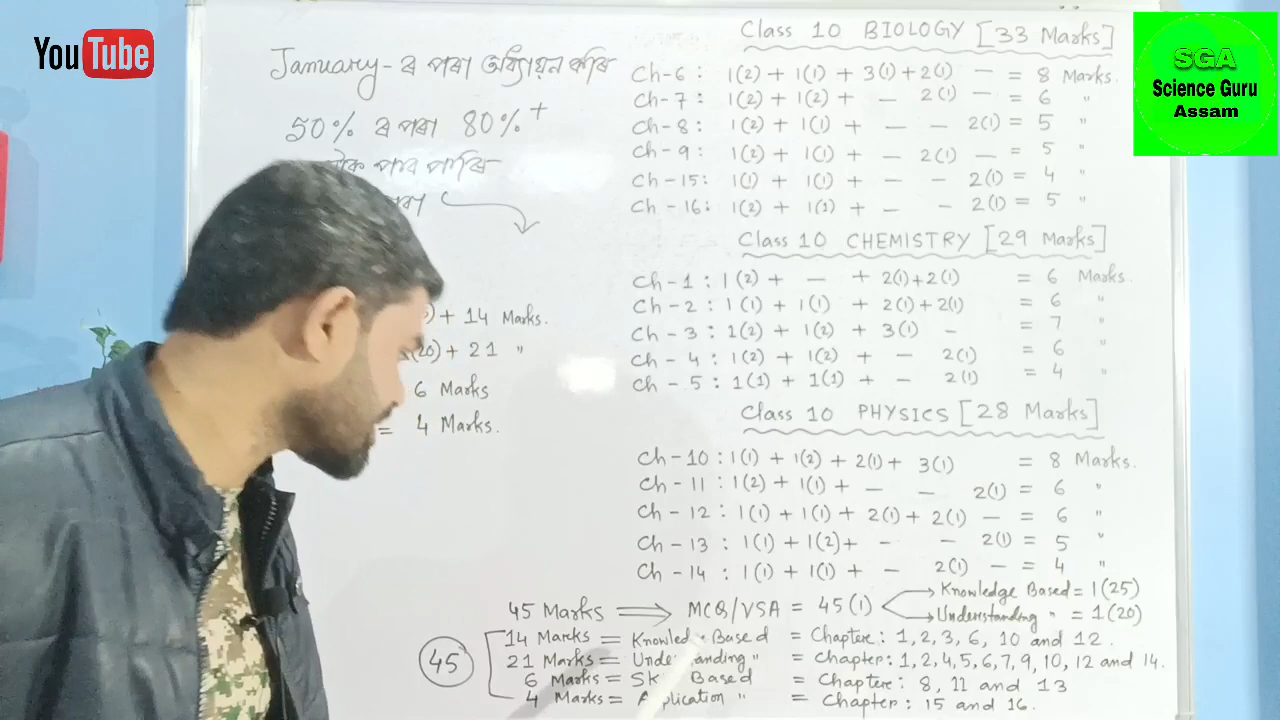 YouTube
SGA
Science Guru
Assam
January-ৰ পৰা অধ্যয়ন কৰি
50% ৰ পৰা 80%+
পাব পাৰি
) + 14 Marks.
(20) + 21 "
6 Marks
= 4 Marks.
Class 10 BIOLOGY [33 Marks]
Ch-6: 1(2) + 1(1) + 3(1) + 2(1) — = 8 Marks.
Ch-7: 1(2) + 1(2) + — 2(1) — = 6 "
Ch-8: 1(2) + 1(1) + — — 2(1) = 5 "
Ch-9: 1(2) + 1(1) + — 2(1) — = 5 "
Ch-15: 1(1) + 1(1) + — - 2(1) = 4 "
Ch-16: 1(2) + 1(1) + — - 2(1) = 5 "
Class 10 CHEMISTRY [29 Marks]
Ch-1: 1(2) + — + 2(1)+2(1) = 6 Marks.
Ch-2: 1(1) + 1(1) + 2(1)+2(1) = 6 "
Ch-3: 1(2) + 1(2) + 3(1) - = 7 "
Ch-4: 1(2) + 1(2) + - 2(1) = 6 "
Ch-5: 1(1) + 1(1) + - 2(1) = 4 "
Class 10 PHYSICS [28 Marks]
Ch-10: 1(1) + 1(2) + 2(1) + 3(1) = 8 Marks.
Ch-11: 1(2) + 1(1) + — - 2(1) = 6 "
Ch-12: 1(1) + 1(1) + 2(1) + 2(1) — = 6 "
Ch-13: 1(1) + 1(2) + - - 2(1) = 5 "
Ch-14: 1(1) + 1(1) + - 2(1) — = 4 "
45 Marks ⟹ MCQ/VSA = 45(1)
Knowledge Based = 1(25)
Understanding " = 1(20)
45
14 Marks = Knowled Based = Chapter: 1, 2, 3, 6, 10 and 12.
21 Marks = Unde anding " = Chapter: 1, 2, 4, 5, 6, 7, 9, 10, 12 and 14.
6 Marks = Sk Based = Chapter: 8, 11 and 13
4 Marks = A plication " = Chapter: 15 and 16.